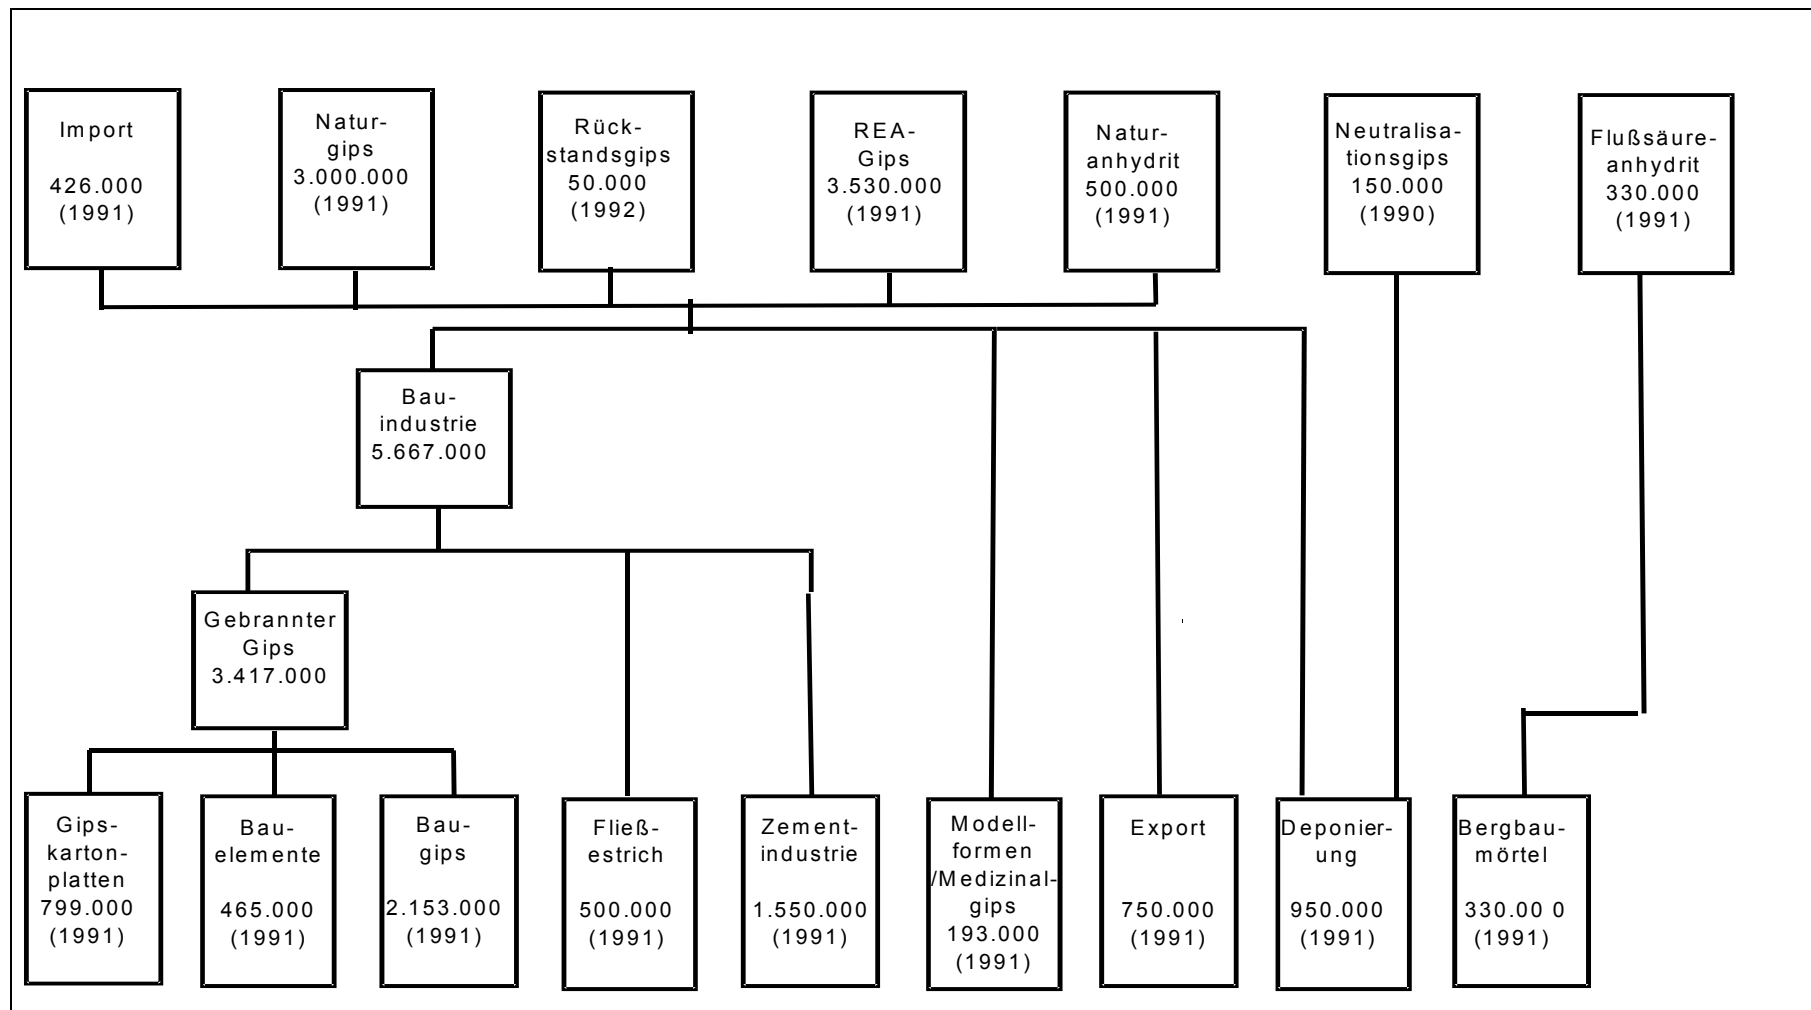 Import
426.000
(1991)
Natur-
gips
3.000.000
(1991)
Rück-
standsgips
50.000
(1992)
REA-
Gips
3.530.000
(1991)
Natur-
anhydrit
500.000
(1991)
Neutralisa-
tionsgips
150.000
(1990)
Flußsäure-
anhydrit
330.000
(1991)
Bau-
industrie
5.667.000
Gebrannter
Gips
3.417.000
Gips-
karton-
platten
799.000
(1991)
Bau-
elemente
465.000
(1991)
Bau-
gips
2.153.000
(1991)
Fließ-
estrich
500.000
(1991)
Zement-
industrie
1.550.000
(1991)
Modell-
formen
/Medizinal-
gips
193.000
(1991)
Export
750.000
(1991)
Deponier-
ung
950.000
(1991)
Bergbau-
mörtel
330.00 0
(1991)